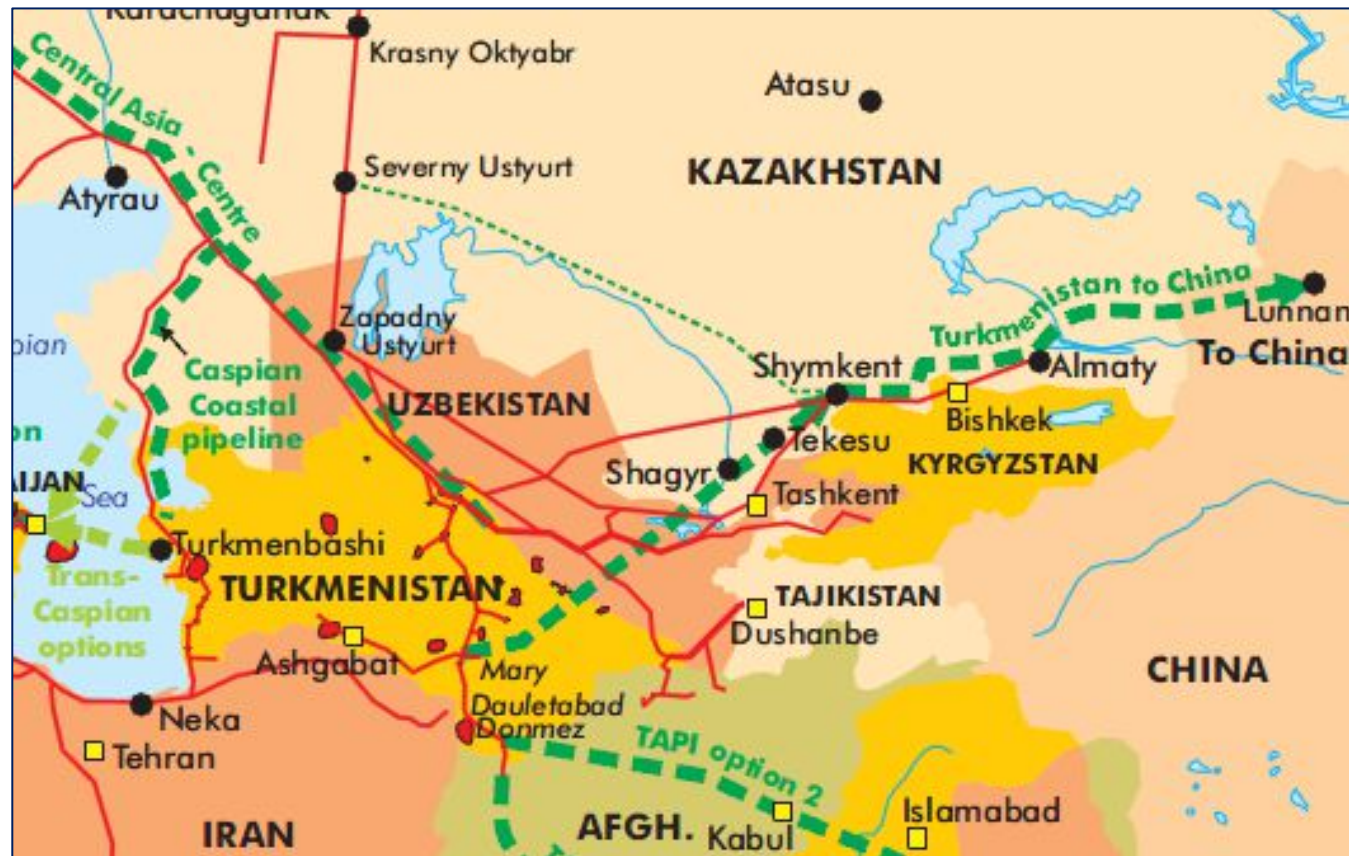 Krasny Oktyabr
Central Asia - Centre
Atasu
Severny Ustyurt
KAZAKHSTAN
Atyrau
Turkmenistan to China
Lunnan
To China
Zapadny
Ustyurt
Shymkent
Almaty
Caspian
Coastal
pipeline
UZBEKISTAN
Bishkek
Tekesu
KYRGYZSTAN
Shagyr
Tashkent
Sea
Turkmenbashi
Trans-
Caspian
options
TURKMENISTAN
TAJIKISTAN
Dushanbe
Ashgabat
Mary
CHINA
Dauletabad
Donmez
Neka
Tehran
TAPI option 2
Islamabad
IRAN
AFGH.
Kabul